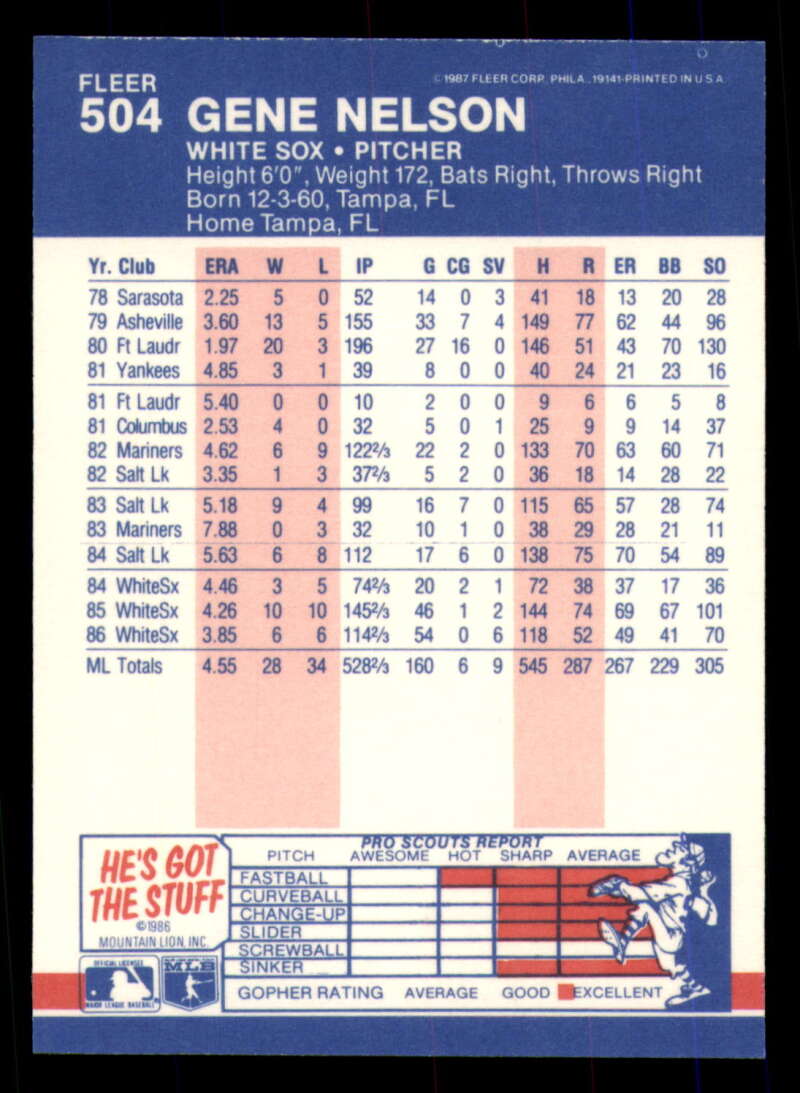 FLEER
©1987 FLEER CORP. PHILA., 19141-PRINTED IN U S A
504 GENE NELSON
WHITE SOX • PITCHER
Height 6'0", Weight 172, Bats Right, Throws Right
Born 12-3-60, Tampa, FL
Home Tampa, FL
Yr. Club ERA W L IP G CG SV H R ER BB SO
78 Sarasota 2.25 5 0 52 14 0 3 41 18 13 20 28
79 Asheville 3.60 13 5 155 33 7 4 149 77 62 44 96
80 Ft Laudr 1.97 20 3 196 27 16 0 146 51 43 70 130
81 Yankees 4.85 3 1 39 8 0 0 40 24 21 23 16
81 Ft Laudr 5.40 0 0 10 2 0 0 9 6 6 5 8
81 Columbus 2.53 4 0 32 5 0 1 25 9 9 14 37
82 Mariners 4.62 6 9 122⅔ 22 2 0 133 70 63 60 71
82 Salt Lk 3.35 1 3 37⅔ 5 2 0 36 18 14 28 22
83 Salt Lk 5.18 9 4 99 16 7 0 115 65 57 28 74
83 Mariners 7.88 0 3 32 10 1 0 38 29 28 21 11
84 Salt Lk 5.63 6 8 112 17 6 0 138 75 70 54 89
84 WhiteSx 4.46 3 5 74⅔ 20 2 1 72 38 37 17 36
85 WhiteSx 4.26 10 10 145⅔ 46 1 2 144 74 69 67 101
86 WhiteSx 3.85 6 6 114⅔ 54 0 6 118 52 49 41 70
ML Totals 4.55 28 34 528⅔ 160 6 9 545 287 267 229 305
HE'S GOT
THE STUFF
©1986
MOUNTAIN LION, INC.
PRO SCOUTS REPORT
PITCH AWESOME HOT SHARP AVERAGE
FASTBALL
CURVEBALL
CHANGE-UP
SLIDER
SCREWBALL
SINKER
GOPHER RATING AVERAGE GOOD EXCELLENT
OFFICIAL LICENSEE
MAJOR LEAGUE BASEBALL
MLB